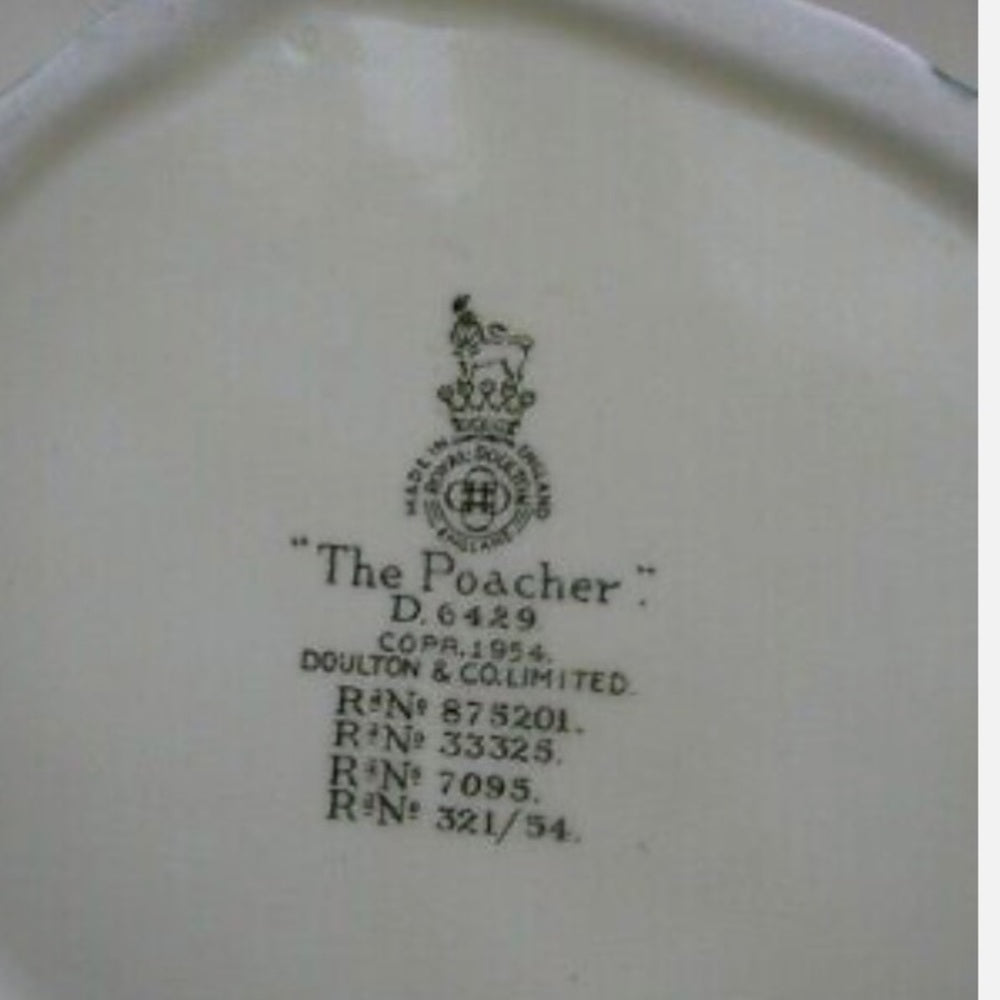 MADE IN ENGLAND
ROYAL DOULTON
ENGLAND
"The Poacher".
D. 6429
COPR. 1954.
DOULTON & CO. LIMITED.
Rᵈ Nº 875201.
Rᵈ Nº 33325.
Rᵈ Nº 7095.
Rᵈ Nº 321/54.